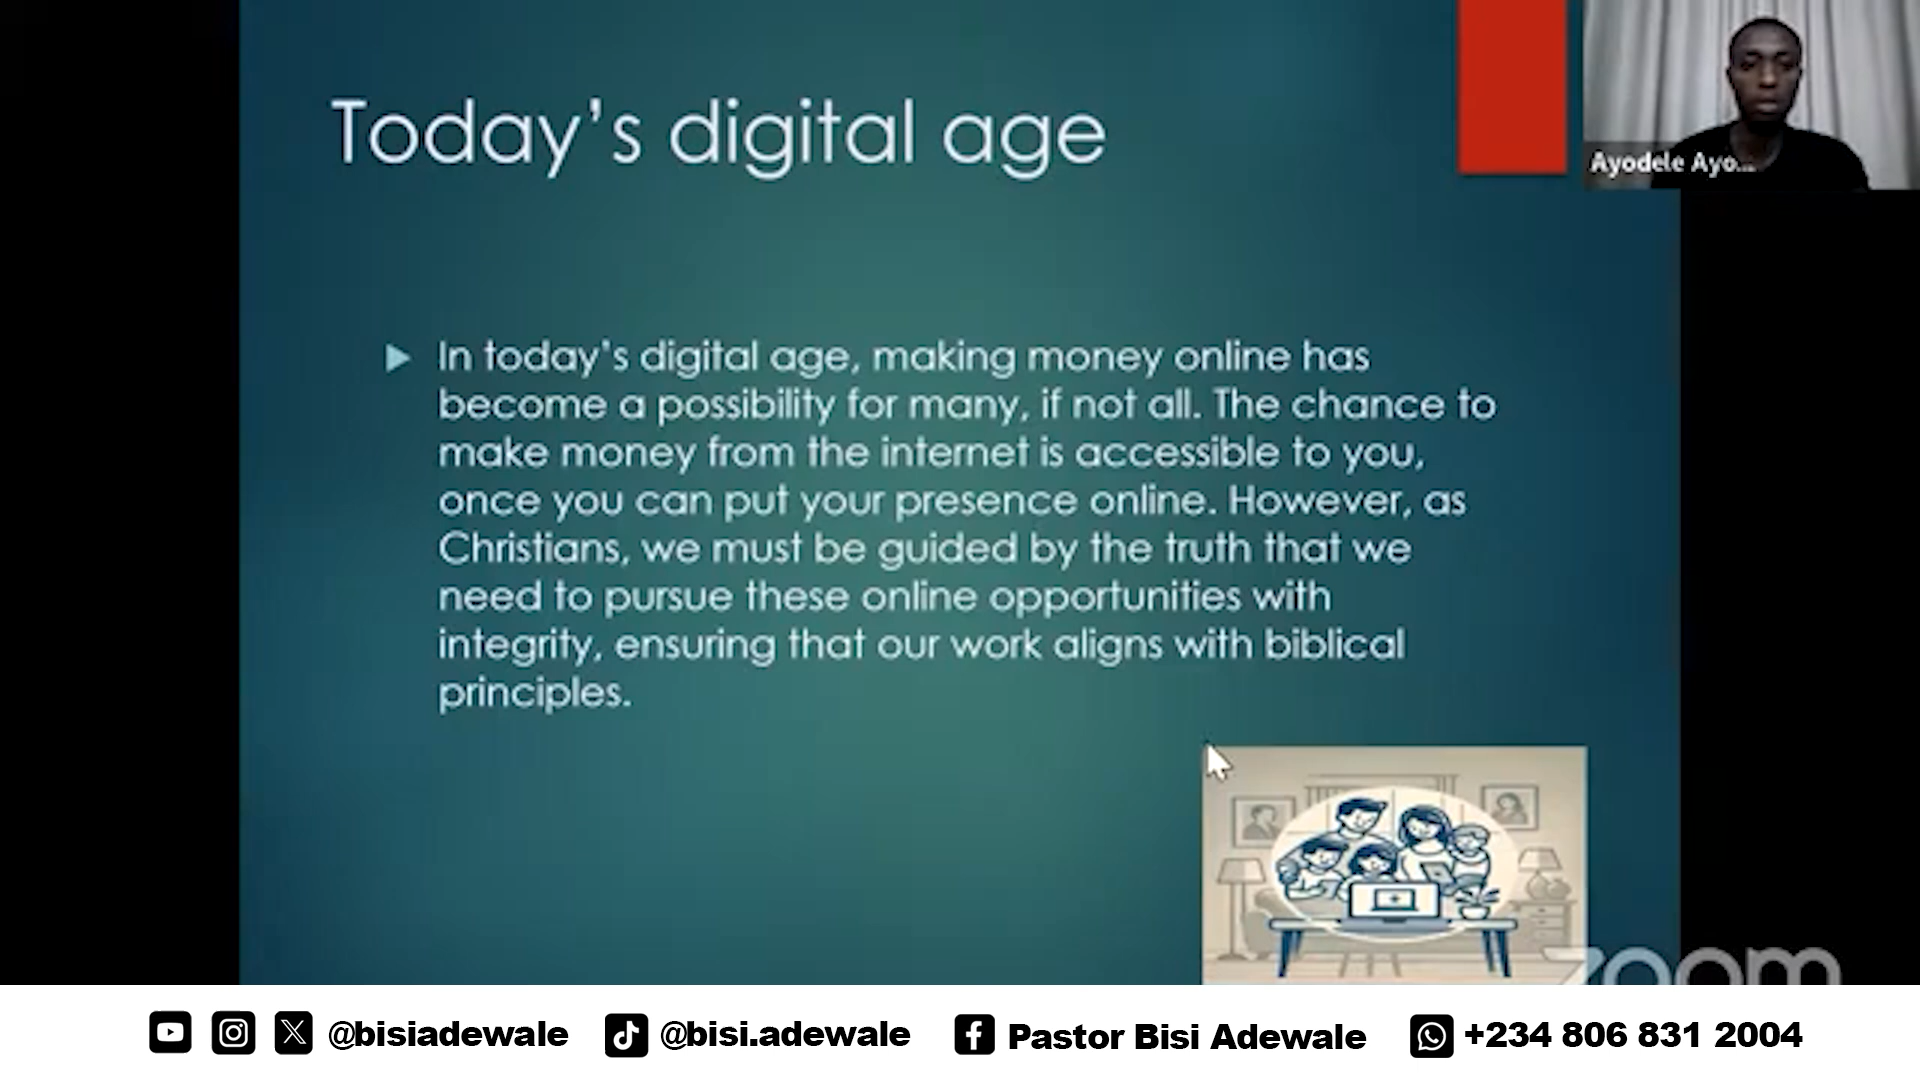 Today's digital age
Ayodele Ayo...
In today's digital age, making money online has
become a possibility for many, if not all. The chance to
make money from the internet is accessible to you,
once you can put your presence online. However, as
Christians, we must be guided by the truth that we
need to pursue these online opportunities with
integrity, ensuring that our work aligns with biblical
principles.
zoom
@bisiadewale @bisi.adewale Pastor Bisi Adewale +234 806 831 2004